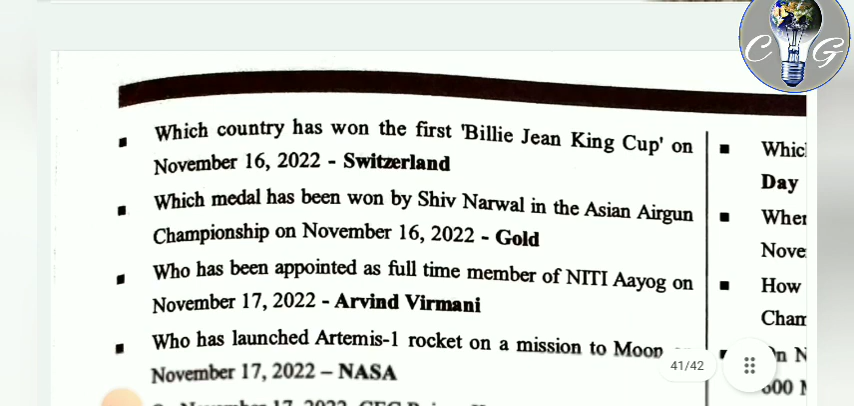 C G
Which country has won the first 'Billie Jean King Cup' on
November 16, 2022 - Switzerland
Which medal has been won by Shiv Narwal in the Asian Airgun
Championship on November 16, 2022 - Gold
Who has been appointed as full time member of NITI Aayog on
November 17, 2022 - Arvind Virmani
Who has launched Artemis-1 rocket on a mission to Moon
November 17, 2022 – NASA
Day
Nove
How
Cham
41/42